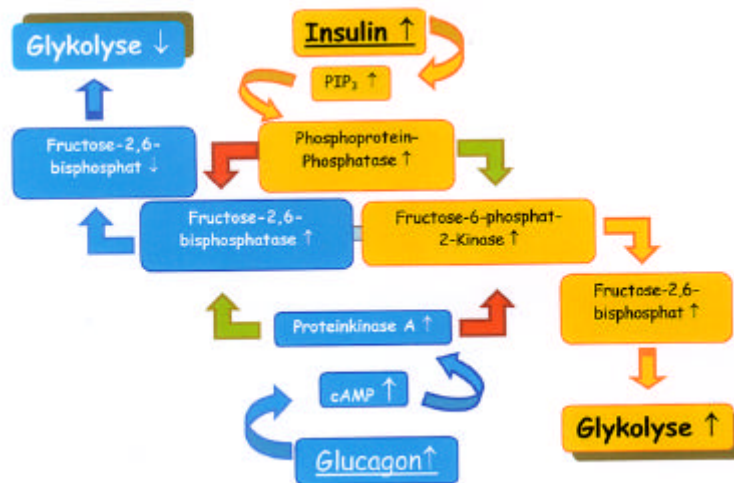 Glykolyse ↓
Insulin ↑
PIP₃ ↑
Fructose-2,6-
bisphosphat ↓
Phosphoprotein-
Phosphatase ↑
Fructose-2,6-
bisphosphatase ↑
Fructose-6-phosphat-
2-Kinase ↑
Fructose-2,6-
bisphosphat ↑
Proteinkinase A ↑
cAMP ↑
Glykolyse ↑
Glucagon↑